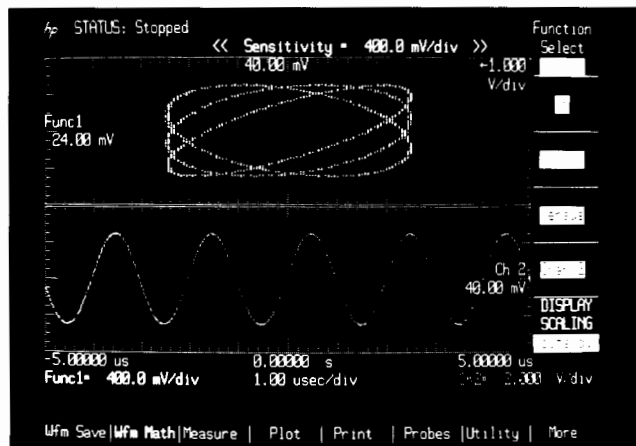 hp STATUS: Stopped
Function
Select
<< Sensitivity = 400.0 mV/div >>
40.00 mV
←1.000
V/div
Func1
24.00 mV
Ch 2
40.00 mV
DISPLAY
SCALING
-5.00000 us
0.00000 s
5.00000 us
Func1= 400.0 mV/div
1.00 usec/div
V/div
Wfm Save|Wfm Math|Measure | Plot | Print | Probes |Utility | More